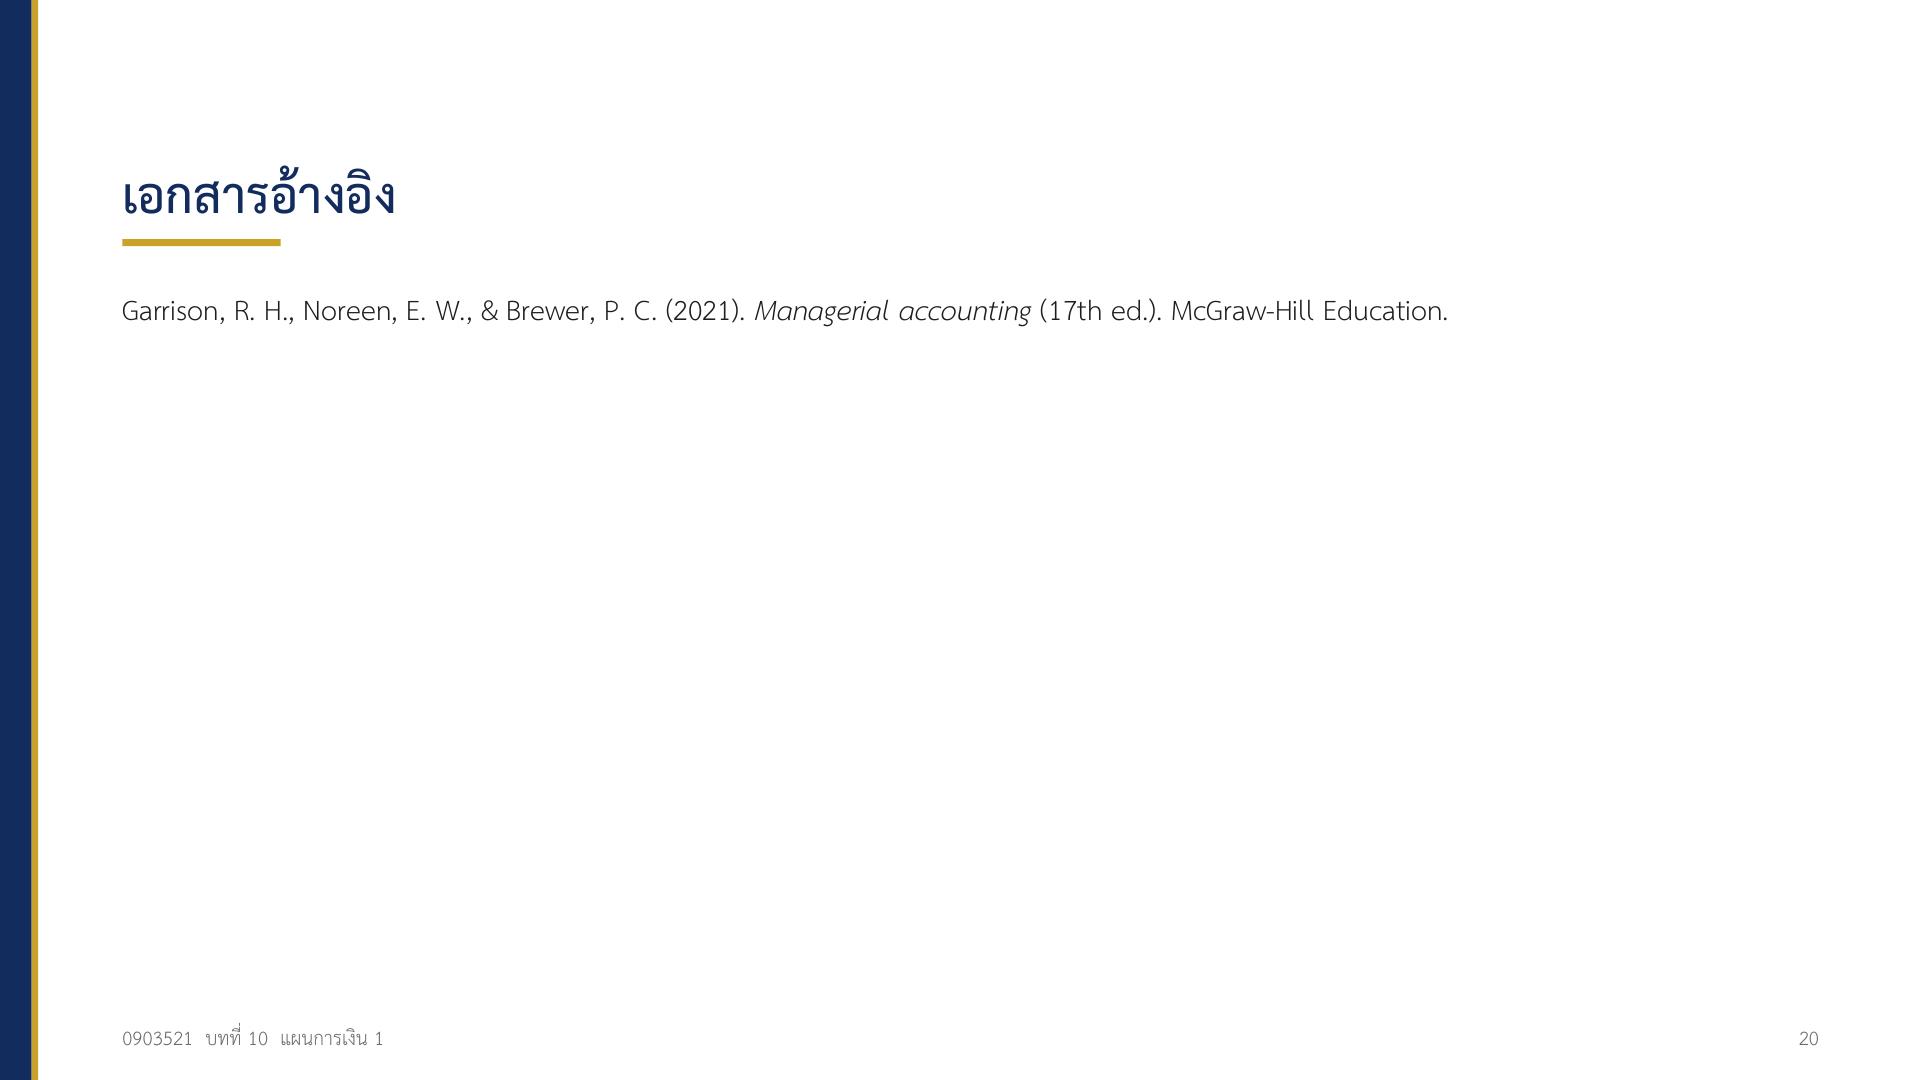 เอกสารอ้างอิง
Garrison, R. H., Noreen, E. W., & Brewer, P. C. (2021). Managerial accounting (17th ed.). McGraw-Hill Education.
0903521 บทที่ 10 แผนการเงิน 1
20